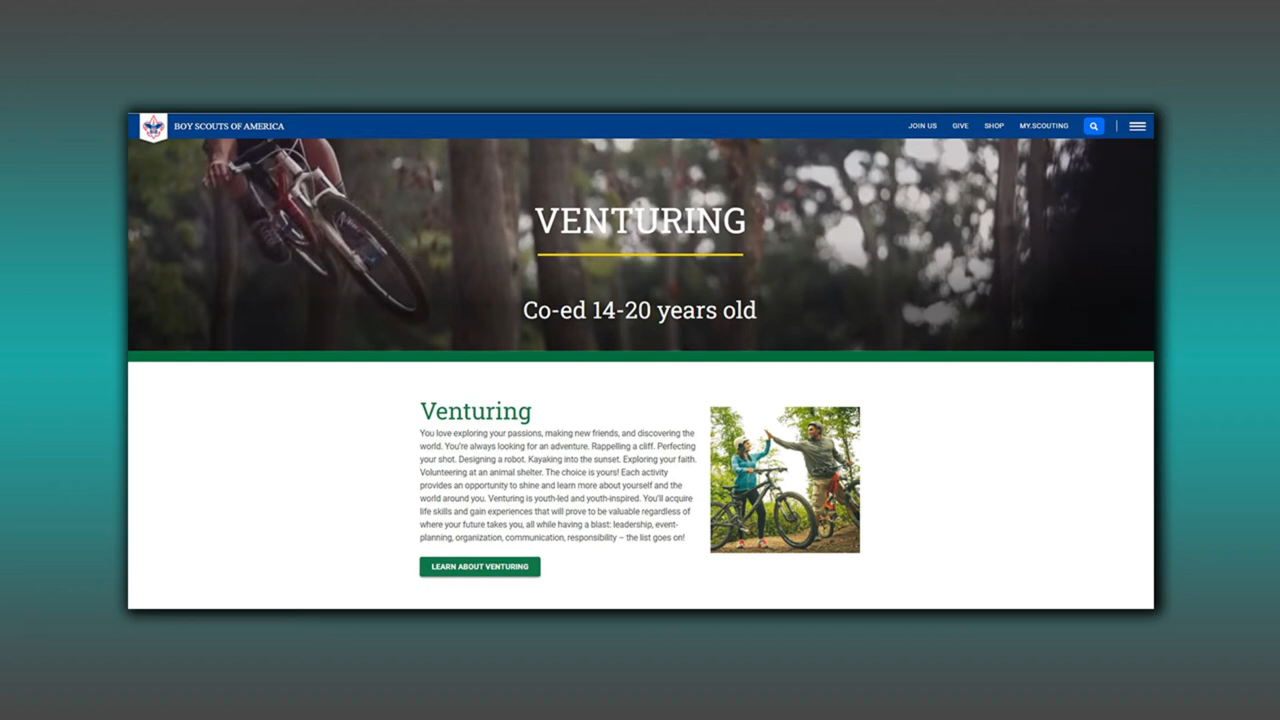 BOY SCOUTS OF AMERICA
JOIN US GIVE SHOP MY.SCOUTING
VENTURING
Co-ed 14-20 years old
Venturing
You love exploring your passions, making new friends, and discovering the
world. You're always looking for an adventure. Rappelling a cliff. Perfecting
your shot. Designing a robot. Kayaking into the sunset. Exploring your faith.
Volunteering at an animal shelter. The choice is yours! Each activity
provides an opportunity to shine and learn more about yourself and the
world around you. Venturing is youth-led and youth-inspired. You'll acquire
life skills and gain experiences that will prove to be valuable regardless of
where your future takes you, all while having a blast: leadership, event-
planning, organization, communication, responsibility – the list goes on!
LEARN ABOUT VENTURING